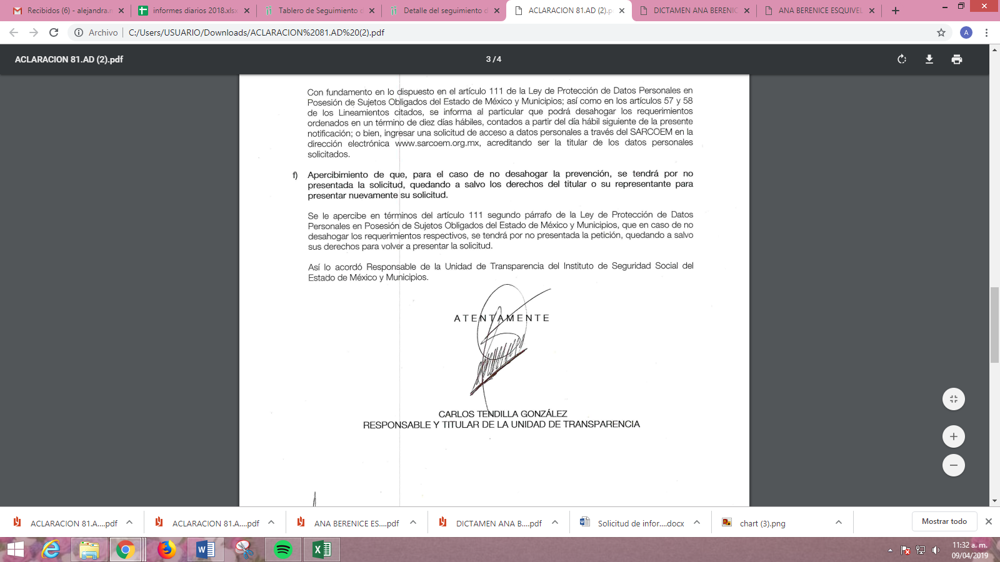 Recibidos (6) - alejandra.n
informes diarios 2018.xlsx
Tablero de Seguimiento d
Detalle del seguimiento d
ACLARACION 81.AD (2).p
DICTAMEN ANA BERENIC
ANA BERENICE ESQUIVEL
Archivo
C:/Users/USUARIO/Downloads/ACLARACION%2081.AD%20(2).pdf
A
ACLARACION 81.AD (2).pdf
3 / 4
Con fundamento en lo dispuesto en el artículo 111 de la Ley de Protección de Datos Personales en
Posesión de Sujetos Obligados del Estado de México y Municipios; así como en los artículos 57 y 58
de los Lineamientos citados, se informa al particular que podrá desahogar los requerimientos
ordenados en un término de diez días hábiles, contados a partir del día hábil siguiente de la presente
notificación; o bien, ingresar una solicitud de acceso a datos personales a través del SARCOEM en la
dirección electrónica www.sarcoem.org.mx, acreditando ser la titular de los datos personales
solicitados.
f) Apercibimiento de que, para el caso de no desahogar la prevención, se tendrá por no
presentada la solicitud, quedando a salvo los derechos del titular o su representante para
presentar nuevamente su solicitud.
Se le apercibe en términos del artículo 111 segundo párrafo de la Ley de Protección de Datos
Personales en Posesión de Sujetos Obligados del Estado de México y Municipios, que en caso de no
desahogar los requerimientos respectivos, se tendrá por no presentada la petición, quedando a salvo
sus derechos para volver a presentar la solicitud.
Así lo acordó Responsable de la Unidad de Transparencia del Instituto de Seguridad Social del
Estado de México y Municipios.
A T E N T A M E N T E
CARLOS TENDILLA GONZÁLEZ
RESPONSABLE Y TITULAR DE LA UNIDAD DE TRANSPARENCIA
ACLARACION 81.A....pdf
ACLARACION 81.A....pdf
ANA BERENICE ES....pdf
DICTAMEN ANA B....pdf
Solicitud de infor....docx
chart (3).png
Mostrar todo
11:32 a. m.
09/04/2019